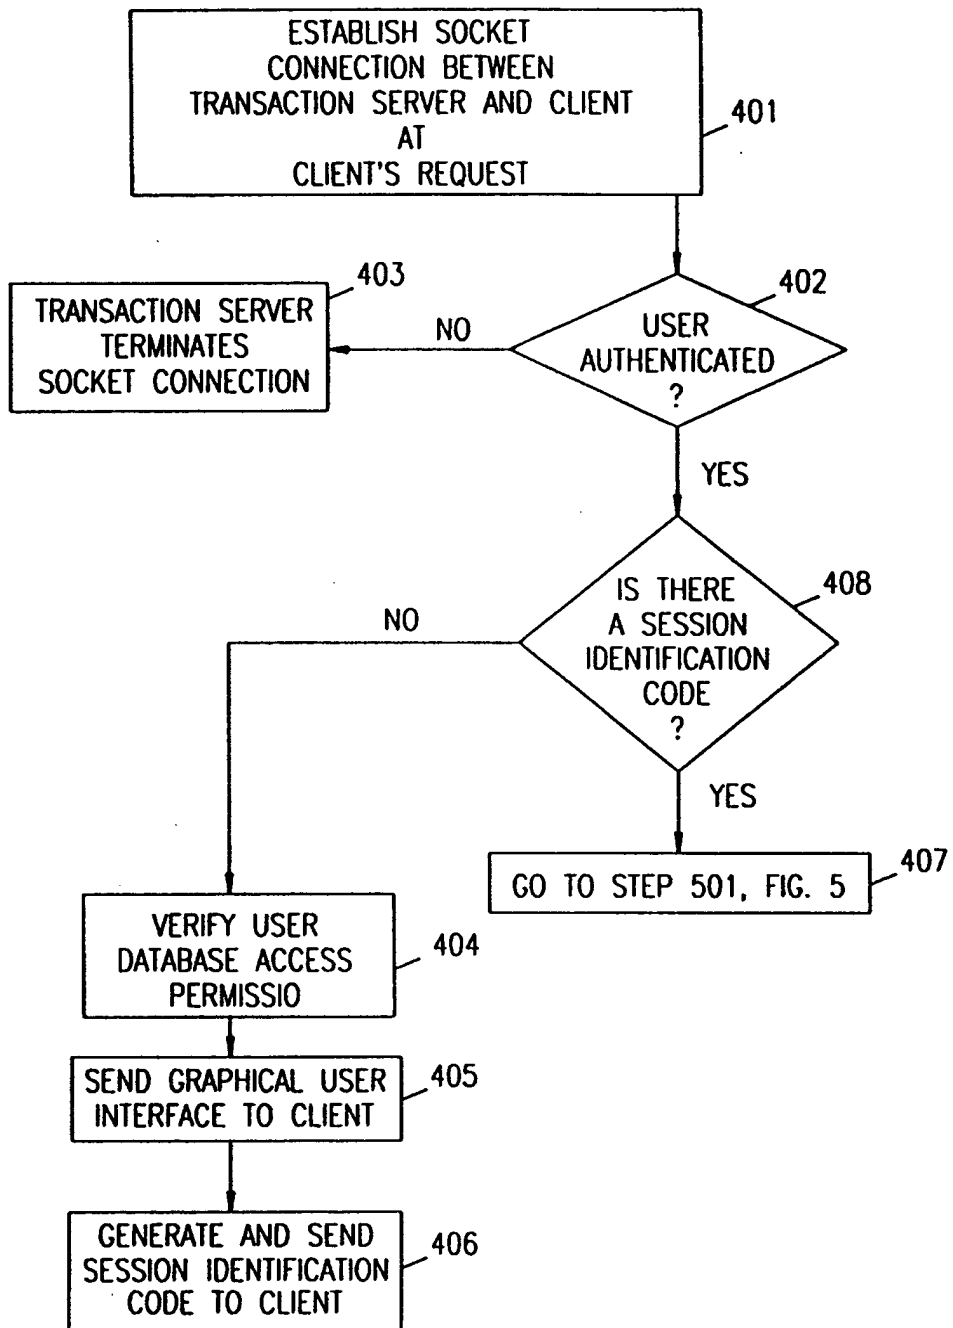 ESTABLISH SOCKET
CONNECTION BETWEEN
TRANSACTION SERVER AND CLIENT
AT
CLIENT'S REQUEST
401
403
TRANSACTION SERVER
TERMINATES
SOCKET CONNECTION
NO
402
USER
AUTHENTICATED
?
YES
408
IS THERE
A SESSION
IDENTIFICATION
CODE
?
NO
YES
GO TO STEP 501, FIG. 5
407
VERIFY USER
DATABASE ACCESS
PERMISSIO
404
SEND GRAPHICAL USER
INTERFACE TO CLIENT
405
GENERATE AND SEND
SESSION IDENTIFICATION
CODE TO CLIENT
406